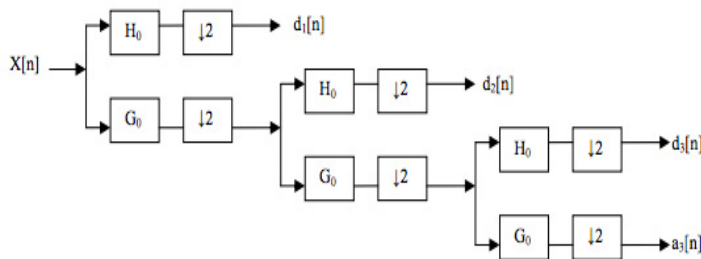 H₀ ↓2 d₁[n]
X[n]
H₀ ↓2 d₂[n]
G₀ ↓2
H₀ ↓2 d₃[n]
G₀ ↓2
G₀ ↓2 a₃[n]